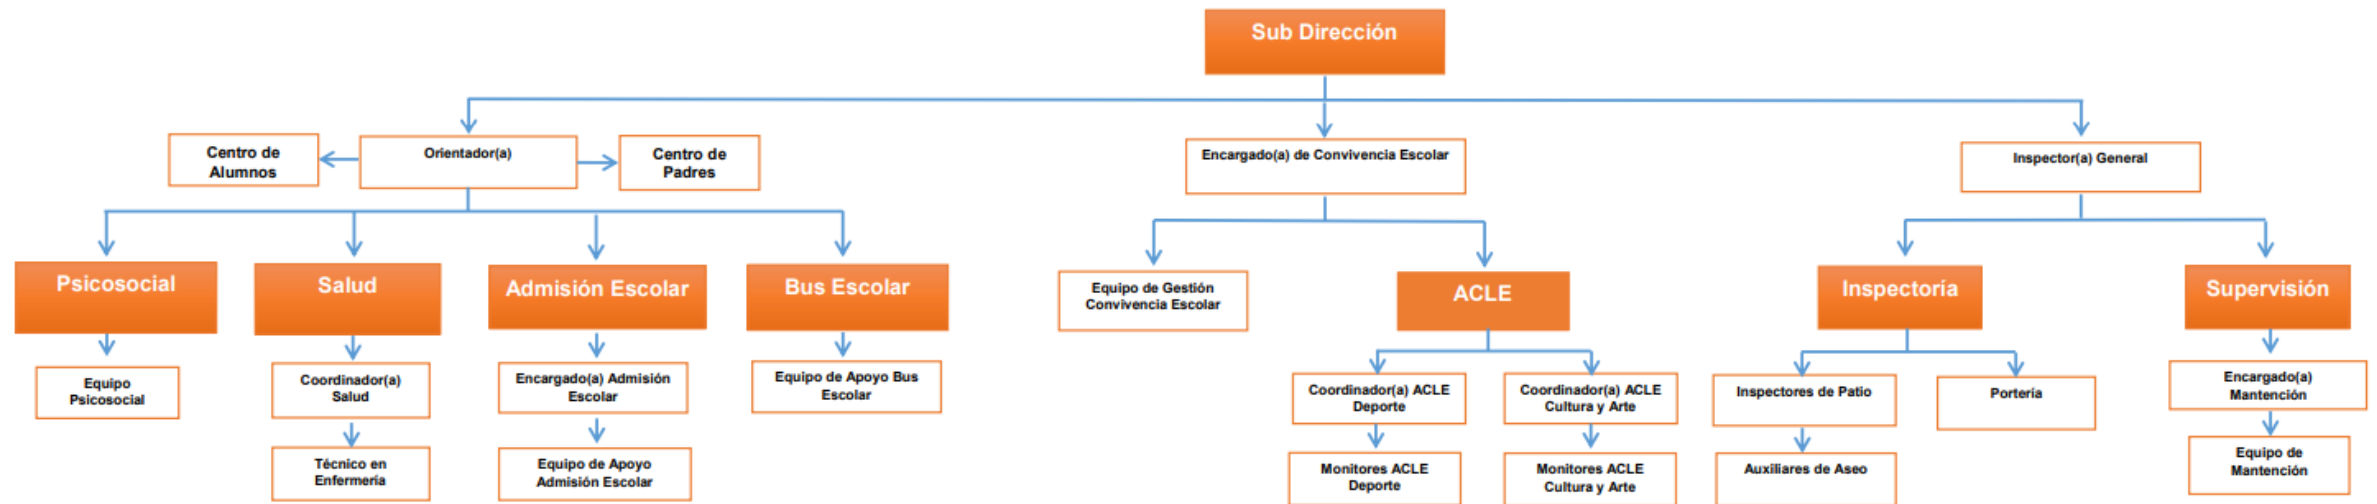 Sub Dirección
Centro de
Alumnos
Orientador(a)
Centro de
Padres
Encargado(a) de Convivencia Escolar
Inspector(a) General
Psicosocial
Salud
Admisión Escolar
Bus Escolar
Equipo de Gestión
Convivencia Escolar
ACLE
Inspectoría
Supervisión
Equipo
Psicosocial
Coordinador(a)
Salud
Encargado(a) Admisión
Escolar
Equipo de Apoyo Bus
Escolar
Coordinador(a) ACLE
Deporte
Coordinador(a) ACLE
Cultura y Arte
Inspectores de Patio
Portería
Encargado(a)
Mantención
Técnico en
Enfermería
Equipo de Apoyo
Admisión Escolar
Monitores ACLE
Deporte
Monitores ACLE
Cultura y Arte
Auxiliares de Aseo
Equipo de
Mantención